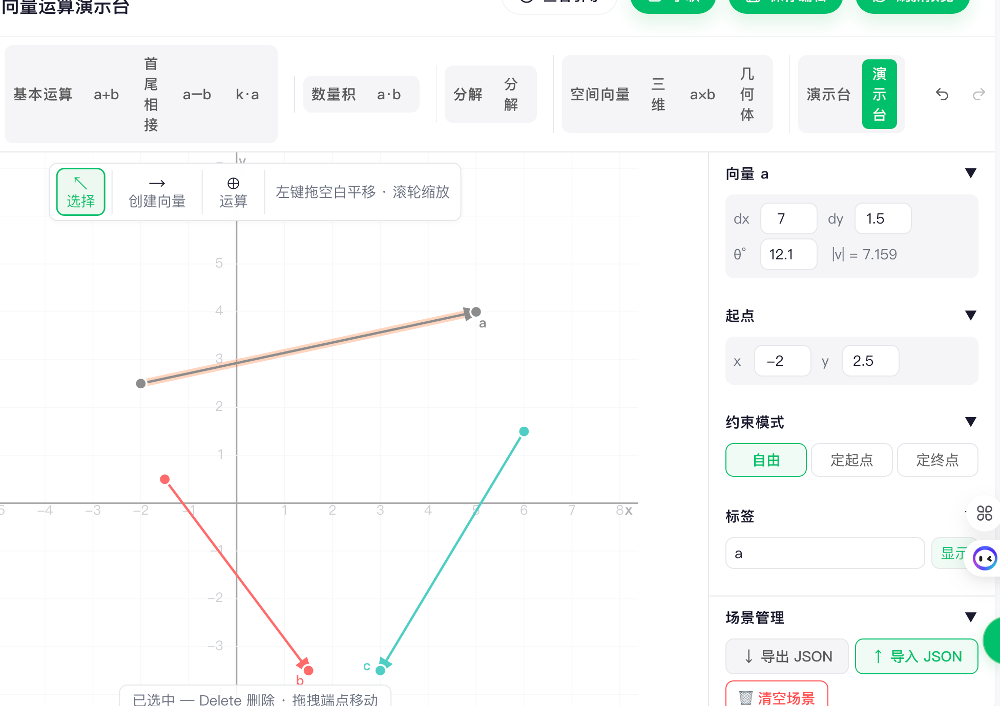 向量运算演示台
基本运算
a+b
首尾相接
a−b
k·a
数量积
a·b
分解
分解
空间向量
三维
a×b
几何体
演示台
演示台
选择
创建向量
运算
左键拖空白平移 · 滚轮缩放
y
5
4
3
2
1
−1
−2
−3
−4
−3
−2
−1
1
2
3
4
5
6
7
8
x
a
b
c
已选中 — Delete 删除 · 拖拽端点移动
向量 a ▼
dx 7 dy 1.5
θ° 12.1 |v| = 7.159
起点 ▼
x −2 y 2.5
约束模式 ▼
自由 定起点 定终点
标签
a 显示
场景管理 ▼
↓ 导出 JSON ↑ 导入 JSON
清空场景